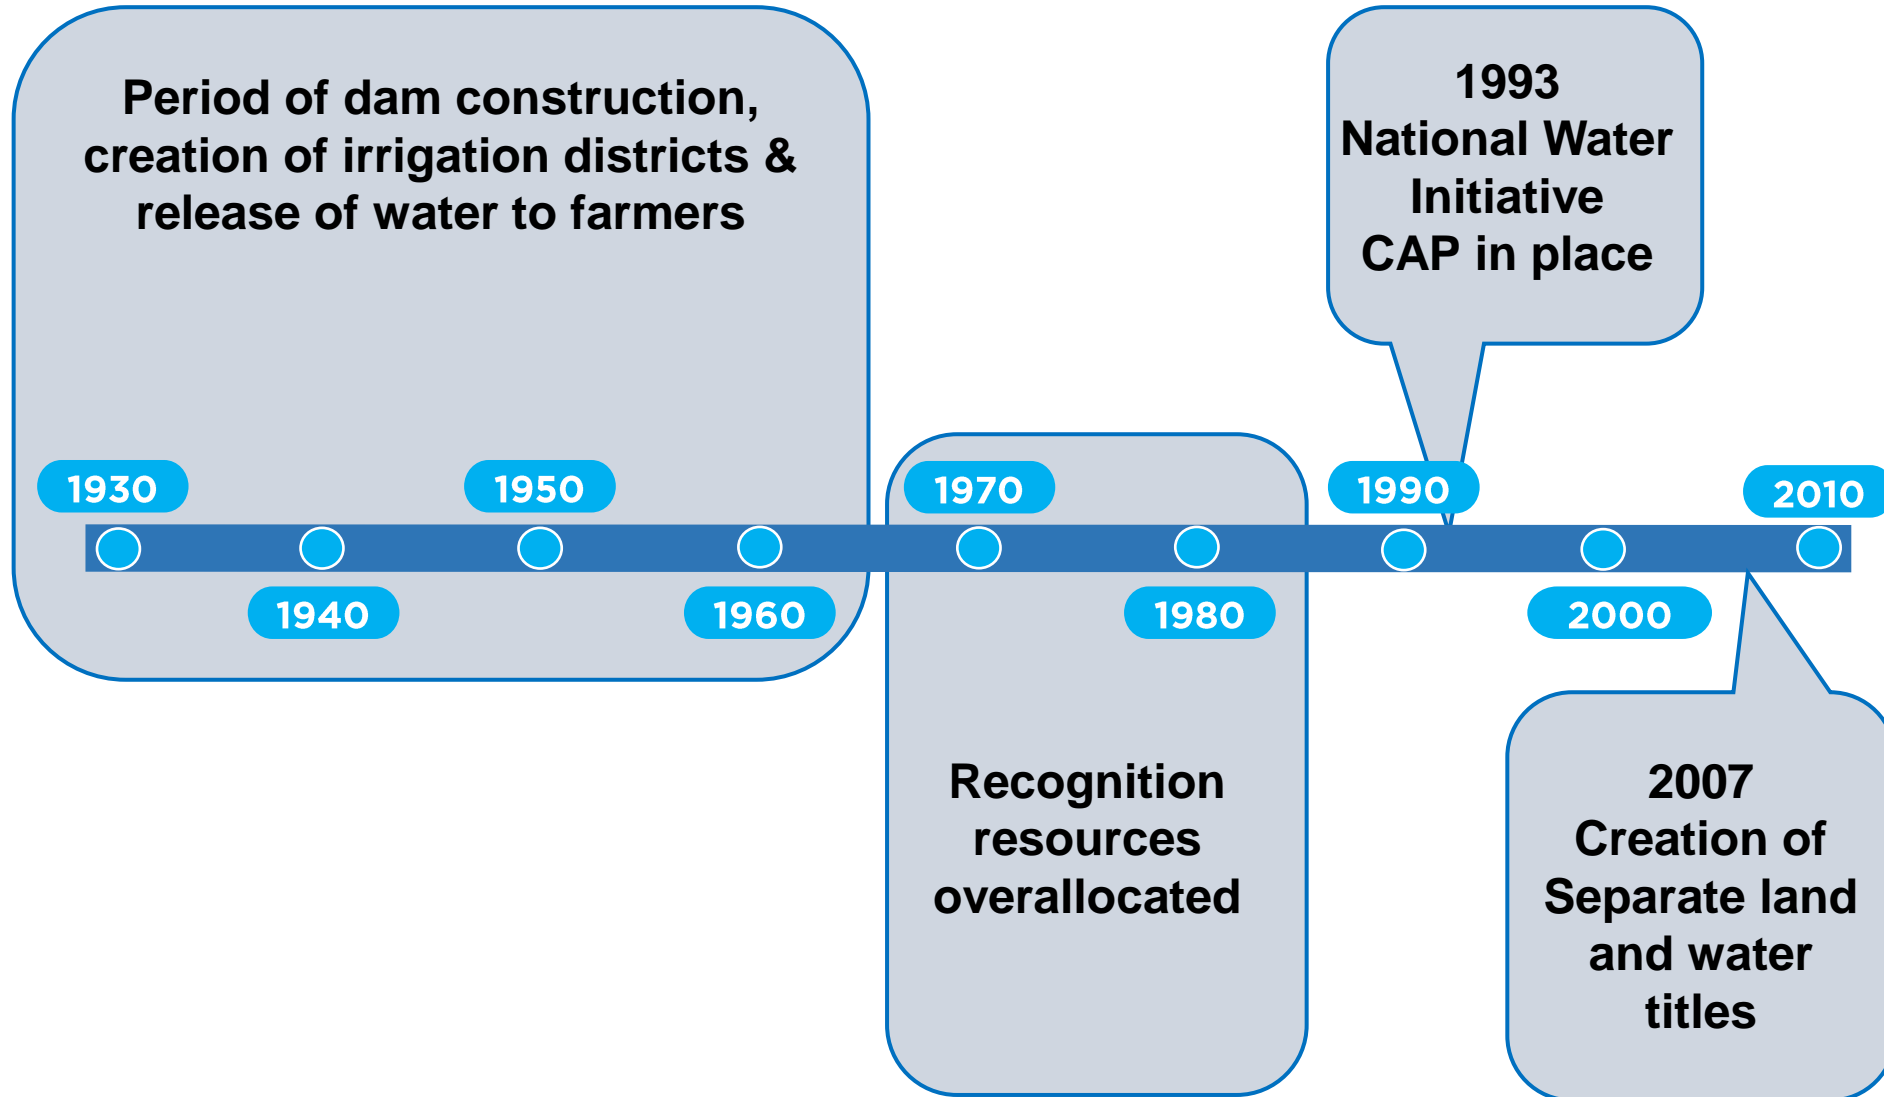 Period of dam construction,
creation of irrigation districts &
release of water to farmers
1993
National Water
Initiative
CAP in place
1930
1950
1970
1990
2010
1940
1960
1980
2000
Recognition
resources
overallocated
2007
Creation of
Separate land
and water
titles